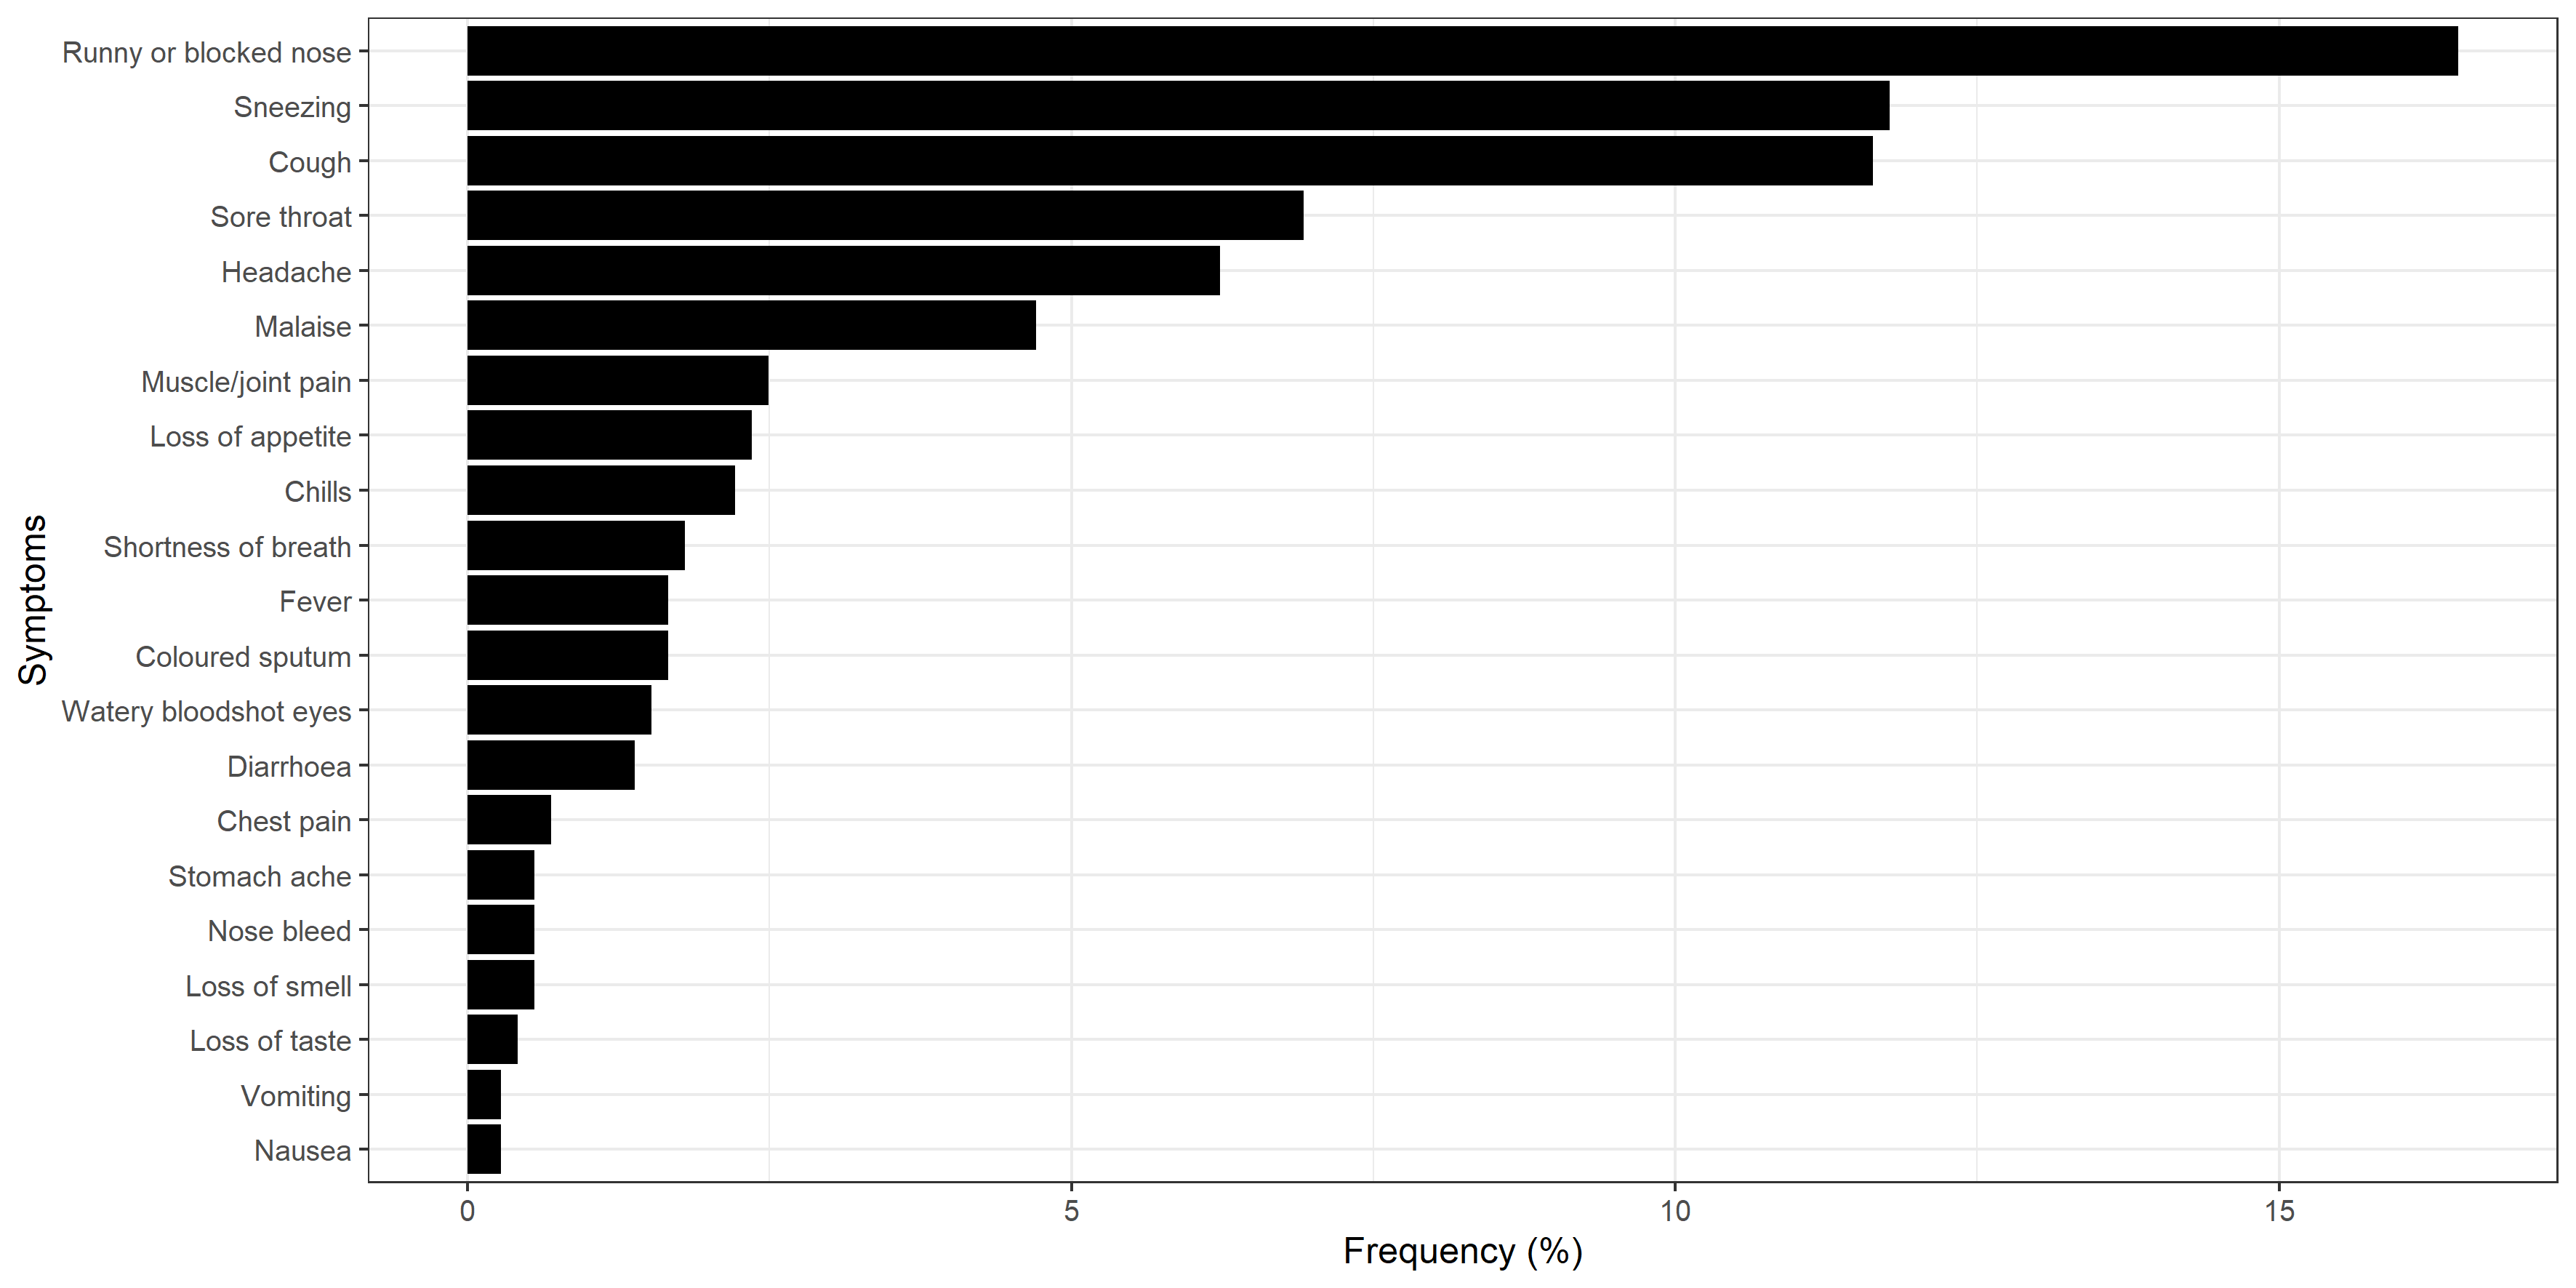 Runny or blocked nose
Sneezing
Cough
Sore throat
Headache
Malaise
Muscle/joint pain
Loss of appetite
Chills
Shortness of breath
Fever
Coloured sputum
Watery bloodshot eyes
Diarrhoea
Chest pain
Stomach ache
Nose bleed
Loss of smell
Loss of taste
Vomiting
Nausea
Symptoms
0 5 10 15
Frequency (%)